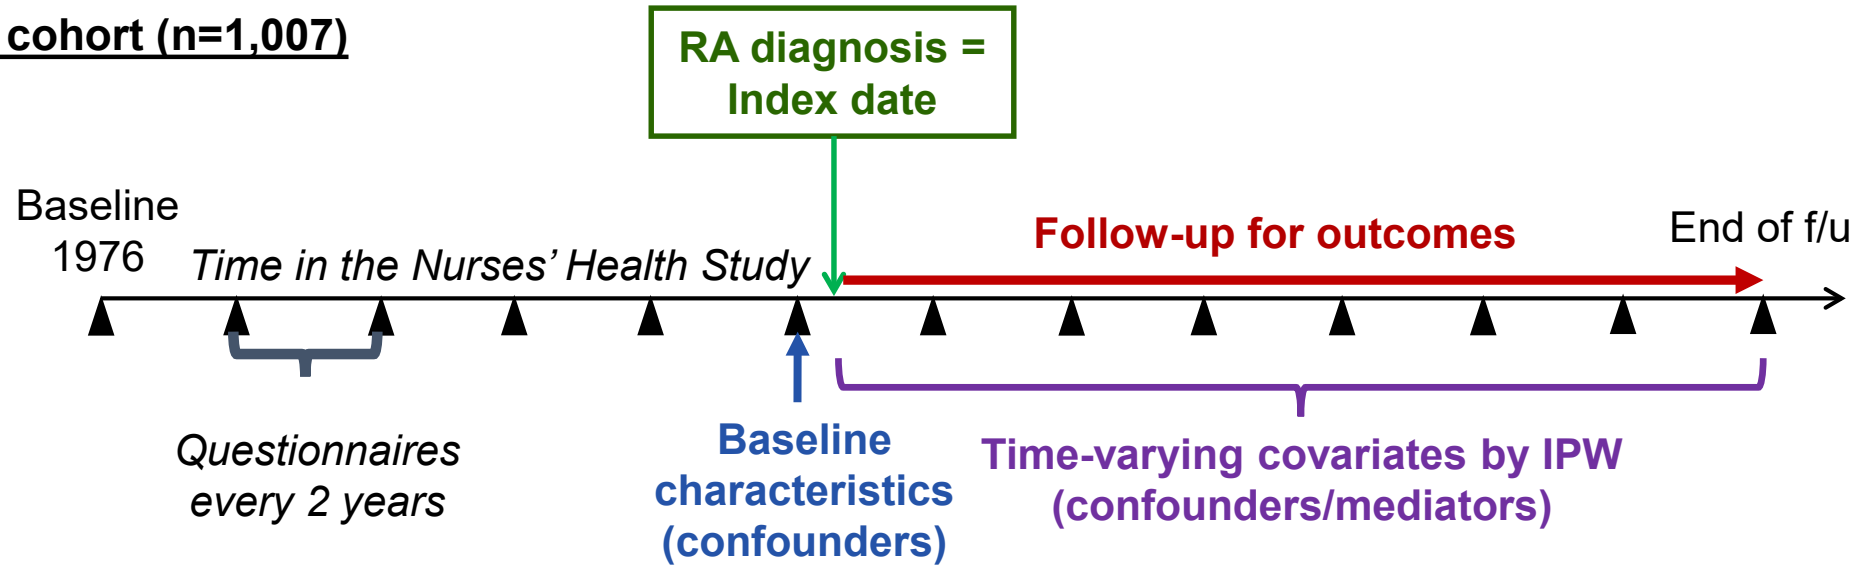 cohort (n=1,007)
RA diagnosis =
Index date
Baseline
1976
Time in the Nurses’ Health Study
Follow-up for outcomes
End of f/u
Questionnaires
every 2 years
Baseline
characteristics
(confounders)
Time-varying covariates by IPW
(confounders/mediators)